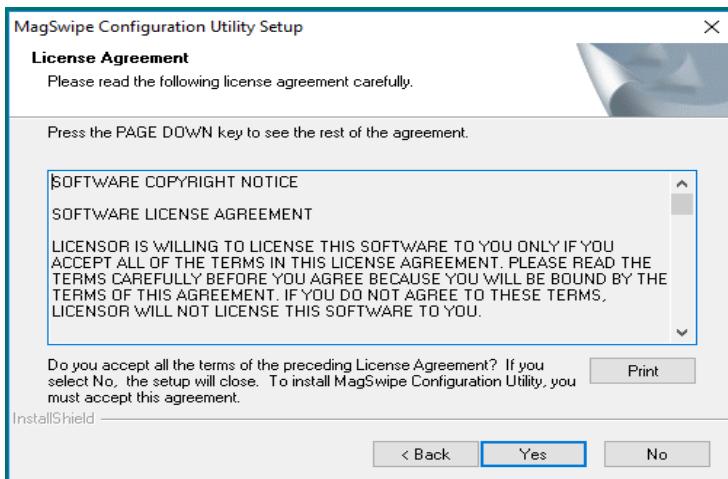 MagSwipe Configuration Utility Setup
License Agreement
Please read the following license agreement carefully.
Press the PAGE DOWN key to see the rest of the agreement.
SOFTWARE COPYRIGHT NOTICE
SOFTWARE LICENSE AGREEMENT
LICENSOR IS WILLING TO LICENSE THIS SOFTWARE TO YOU ONLY IF YOU
ACCEPT ALL OF THE TERMS IN THIS LICENSE AGREEMENT. PLEASE READ THE
TERMS CAREFULLY BEFORE YOU AGREE BECAUSE YOU WILL BE BOUND BY THE
TERMS OF THIS AGREEMENT. IF YOU DO NOT AGREE TO THESE TERMS,
LICENSOR WILL NOT LICENSE THIS SOFTWARE TO YOU.
Do you accept all the terms of the preceding License Agreement? If you
select No, the setup will close. To install MagSwipe Configuration Utility, you
must accept this agreement.
Print
InstallShield
< Back
Yes
No